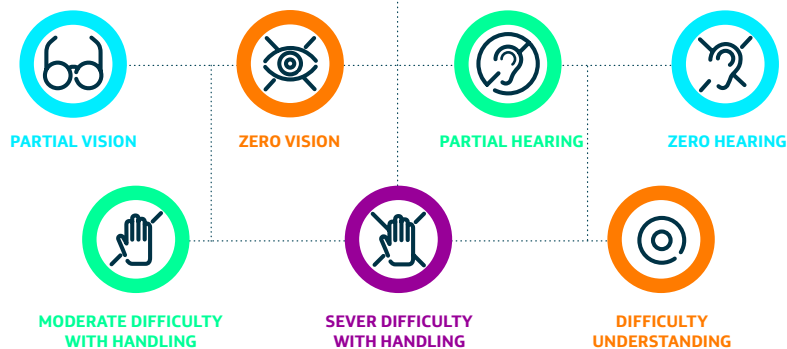 PARTIAL VISION
ZERO VISION
PARTIAL HEARING
ZERO HEARING
MODERATE DIFFICULTY
WITH HANDLING
SEVER DIFFICULTY
WITH HANDLING
DIFFICULTY
UNDERSTANDING